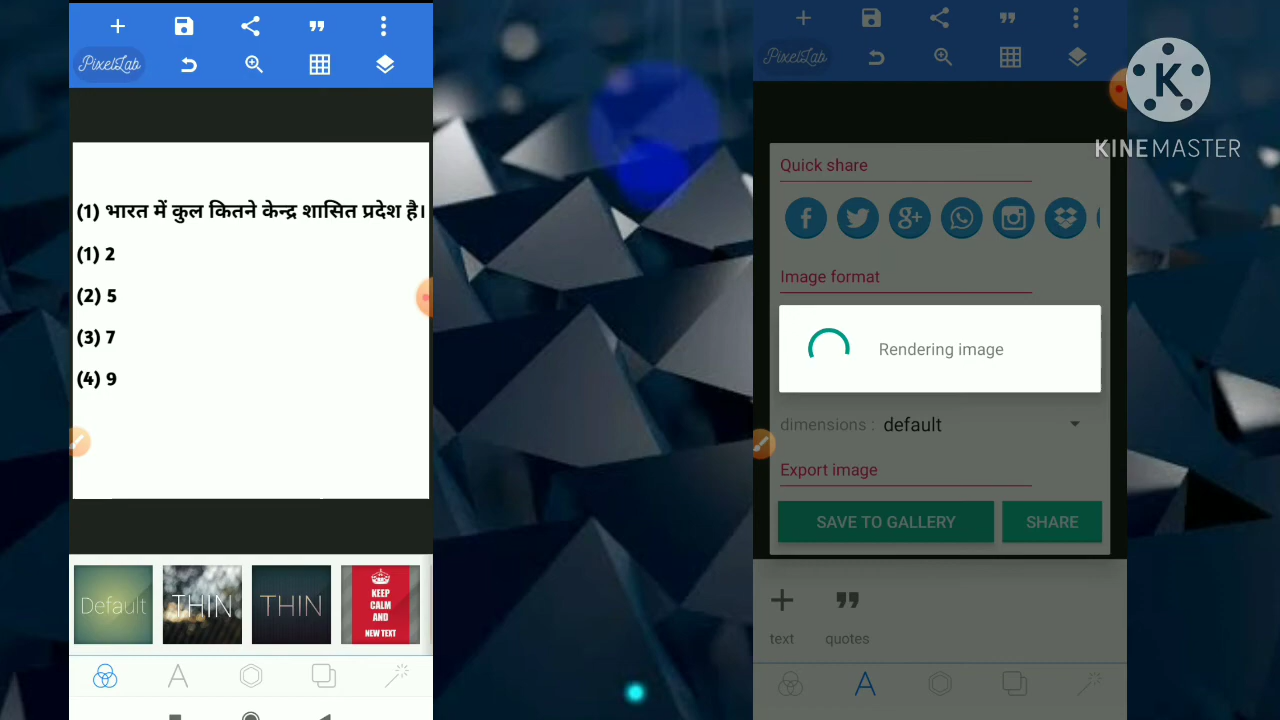 PixelLab
(1) भारत में कुल कितने केन्द्र शासित प्रदेश है।
(1) 2
(2) 5
(3) 7
(4) 9
Default
THIN
THIN
KEEP
CALM
AND
NEW TEXT
PixelLab
Quick share
Image format
Rendering image
dimensions : default
Export image
SAVE TO GALLERY
SHARE
text
quotes
K
KINEMASTER